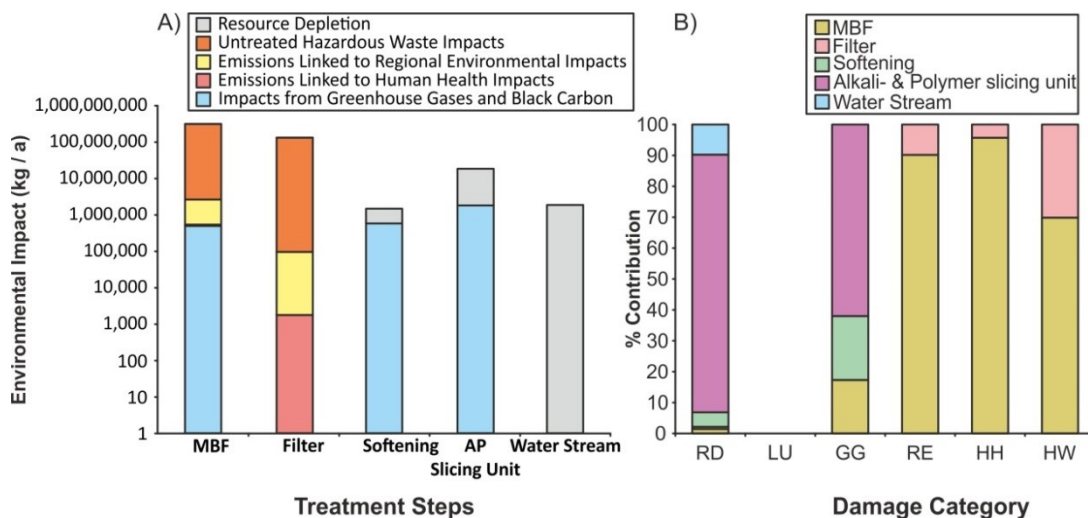 A)
Resource Depletion
Untreated Hazardous Waste Impacts
Emissions Linked to Regional Environmental Impacts
Emissions Linked to Human Health Impacts
Impacts from Greenhouse Gases and Black Carbon
Environmental Impact (kg / a)
1,000,000,000
100,000,000
10,000,000
1,000,000
100,000
10,000
1,000
100
10
1
MBF Filter Softening AP Water Stream
Slicing Unit
Treatment Steps
B)
MBF
Filter
Softening
Alkali- & Polymer slicing unit
Water Stream
% Contribution
100
90
80
70
60
50
40
30
20
10
0
RD LU GG RE HH HW
Damage Category